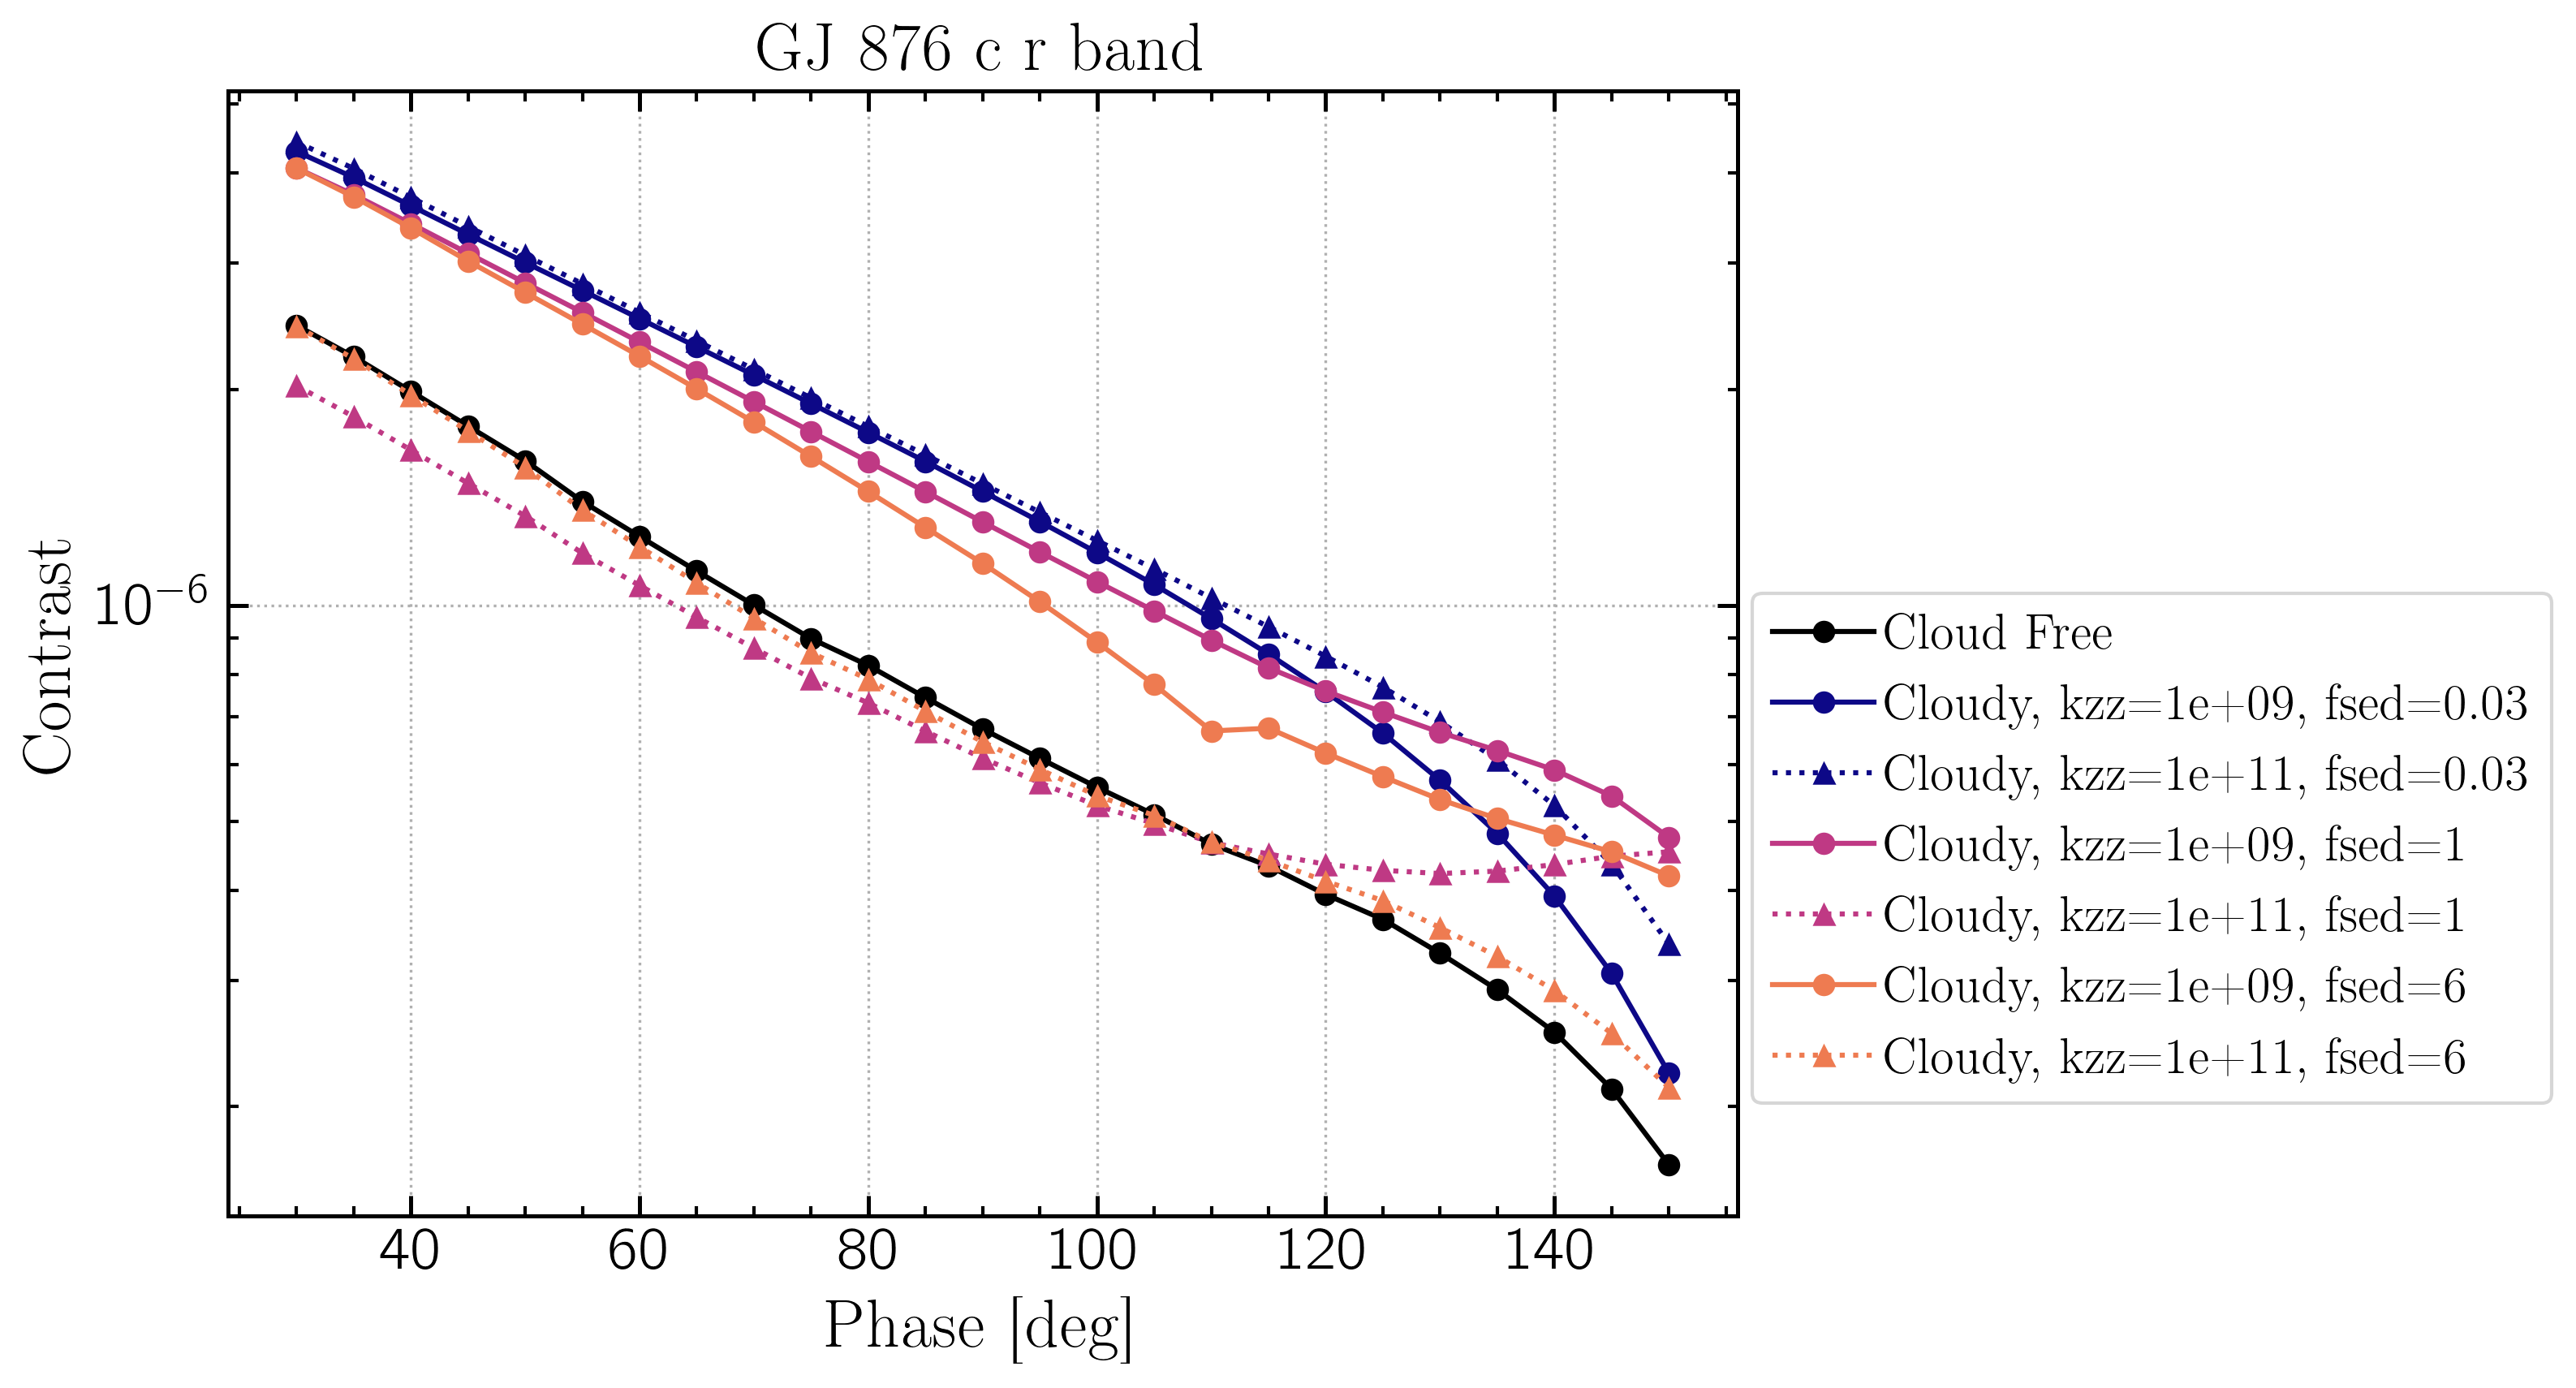 GJ 876 c r band
Contrast
10⁻⁶
40 60 80 100 120 140
Phase [deg]
Cloud Free
Cloudy, kzz=1e+09, fsed=0.03
Cloudy, kzz=1e+11, fsed=0.03
Cloudy, kzz=1e+09, fsed=1
Cloudy, kzz=1e+11, fsed=1
Cloudy, kzz=1e+09, fsed=6
Cloudy, kzz=1e+11, fsed=6